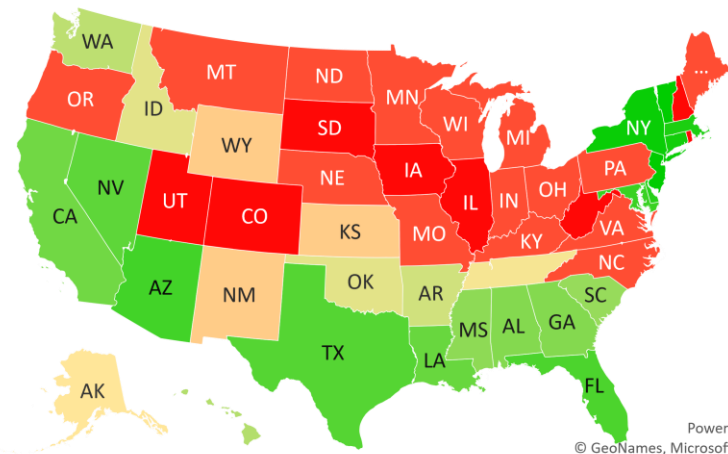 WA
MT
ND
MN
...
OR
ID
SD
WI
MI
NY
WY
IA
PA
NE
NV
UT
CO
IL
IN
OH
CA
KS
MO
KY
VA
NC
AZ
NM
OK
AR
SC
MS
AL
GA
TX
LA
FL
AK
Power
© GeoNames, Microsof